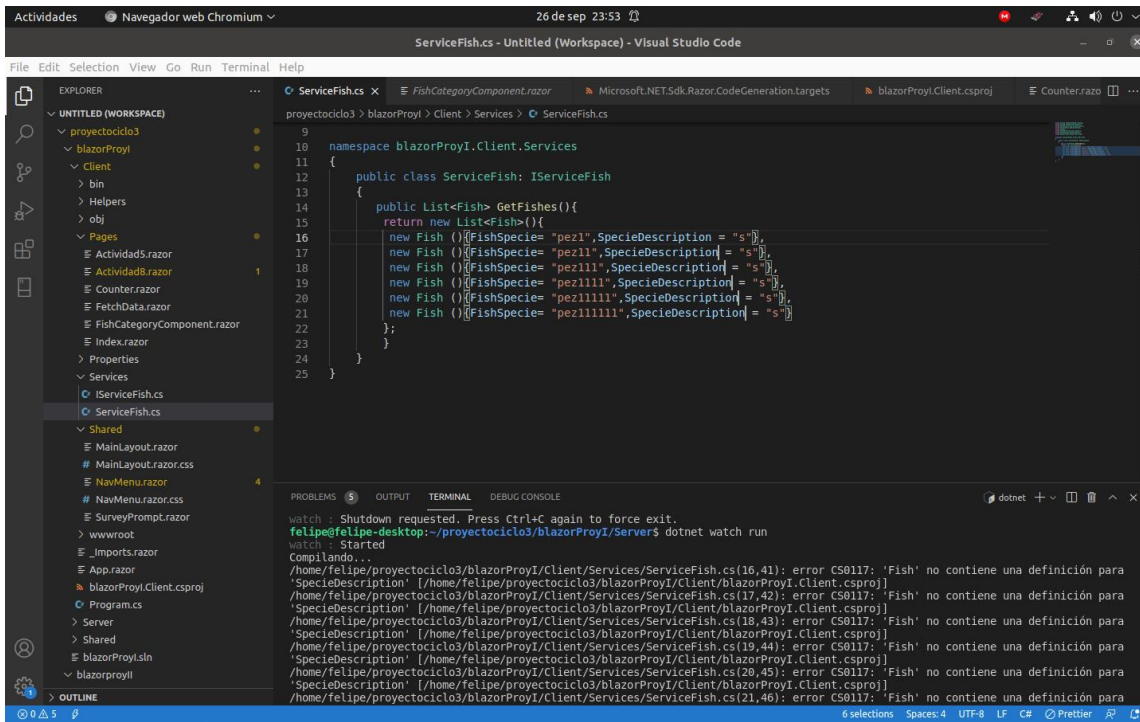 Actividades Navegador web Chromium 26 de sep 23:53
ServiceFish.cs - Untitled (Workspace) - Visual Studio Code
File Edit Selection View Go Run Terminal Help
EXPLORER
UNTITLED (WORKSPACE)
proyectociclo3
blazorProyI
Client
bin
Helpers
obj
Pages
Actividad5.razor
Actividad8.razor 1
Counter.razor
FetchData.razor
FishCategoryComponent.razor
Index.razor
Properties
Services
IServiceFish.cs
ServiceFish.cs
Shared
MainLayout.razor
MainLayout.razor.css
NavMenu.razor 4
NavMenu.razor.css
SurveyPrompt.razor
wwwroot
_Imports.razor
App.razor
blazorProyI.Client.csproj
Program.cs
Server
Shared
blazorProyI.sln
blazorproyII
OUTLINE
ServiceFish.cs FishCategoryComponent.razor Microsoft.NET.Sdk.Razor.CodeGeneration.targets blazorProyI.Client.csproj Counter.razo
proyectociclo3 > blazorProyI > Client > Services > ServiceFish.cs
9
10 namespace blazorProyI.Client.Services
11 {
12 public class ServiceFish: IServiceFish
13 {
14 public List<Fish> GetFishes(){
15 return new List<Fish>(){
16 new Fish (){FishSpecie= "pez1",SpecieDescription = "s"},
17 new Fish (){FishSpecie= "pez11",SpecieDescription = "s"},
18 new Fish (){FishSpecie= "pez111",SpecieDescription = "s"},
19 new Fish (){FishSpecie= "pez1111",SpecieDescription = "s"},
20 new Fish (){FishSpecie= "pez11111",SpecieDescription = "s"},
21 new Fish (){FishSpecie= "pez111111",SpecieDescription = "s"}
22 };
23 }
24 }
25 }
PROBLEMS 5 OUTPUT TERMINAL DEBUG CONSOLE dotnet
watch : Shutdown requested. Press Ctrl+C again to force exit.
felipe@felipe-desktop:~/proyectociclo3/blazorProyI/Server$ dotnet watch run
watch : Started
Compilando...
/home/felipe/proyectociclo3/blazorProyI/Client/Services/ServiceFish.cs(16,41): error CS0117: 'Fish' no contiene una definición para
'SpecieDescription' [/home/felipe/proyectociclo3/blazorProyI/Client/blazorProyI.Client.csproj]
/home/felipe/proyectociclo3/blazorProyI/Client/Services/ServiceFish.cs(17,42): error CS0117: 'Fish' no contiene una definición para
'SpecieDescription' [/home/felipe/proyectociclo3/blazorProyI/Client/blazorProyI.Client.csproj]
/home/felipe/proyectociclo3/blazorProyI/Client/Services/ServiceFish.cs(18,43): error CS0117: 'Fish' no contiene una definición para
'SpecieDescription' [/home/felipe/proyectociclo3/blazorProyI/Client/blazorProyI.Client.csproj]
/home/felipe/proyectociclo3/blazorProyI/Client/Services/ServiceFish.cs(19,44): error CS0117: 'Fish' no contiene una definición para
'SpecieDescription' [/home/felipe/proyectociclo3/blazorProyI/Client/blazorProyI.Client.csproj]
/home/felipe/proyectociclo3/blazorProyI/Client/Services/ServiceFish.cs(20,45): error CS0117: 'Fish' no contiene una definición para
'SpecieDescription' [/home/felipe/proyectociclo3/blazorProyI/Client/blazorProyI.Client.csproj]
/home/felipe/proyectociclo3/blazorProyI/Client/Services/ServiceFish.cs(21,46): error CS0117: 'Fish' no contiene una definición para
0 5 6 selections Spaces: 4 UTF-8 LF C# Prettier